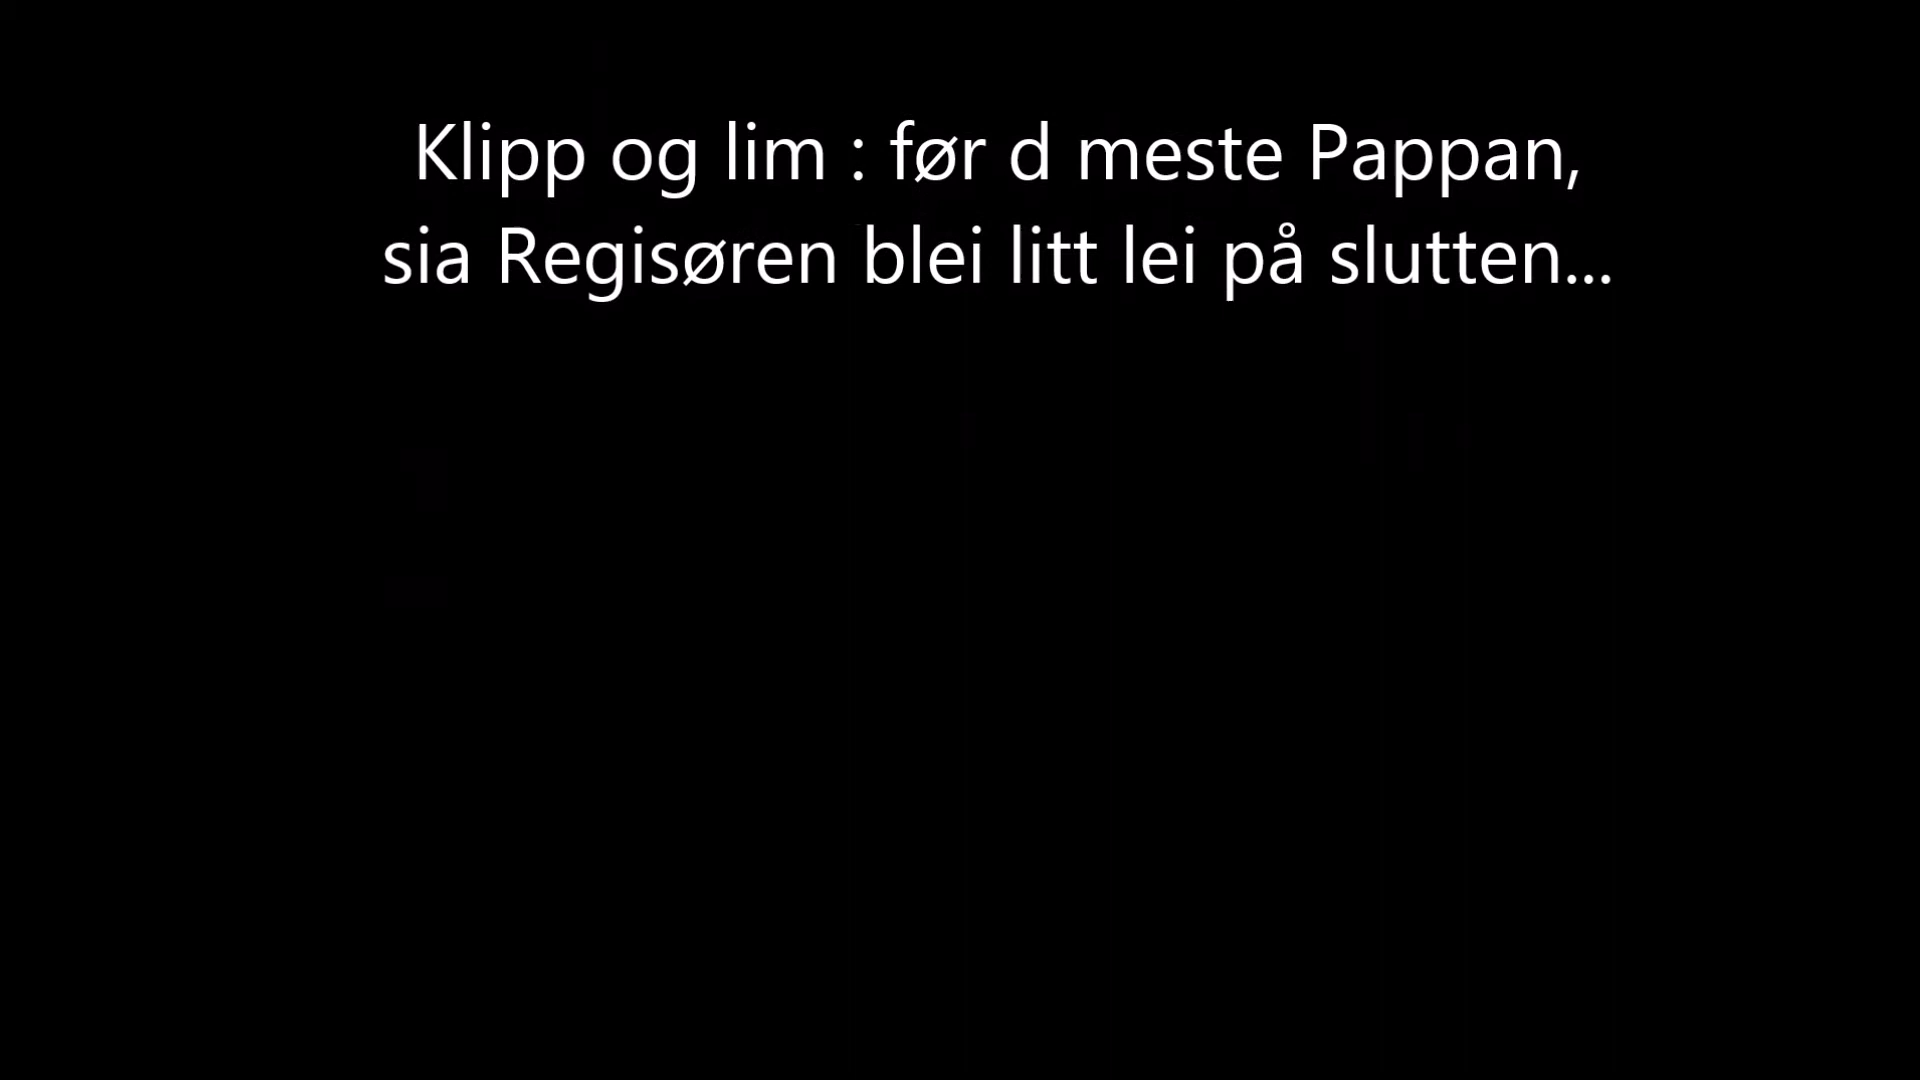 Klipp og lim : før d meste Pappan,
sia Regisøren blei litt lei på slutten...